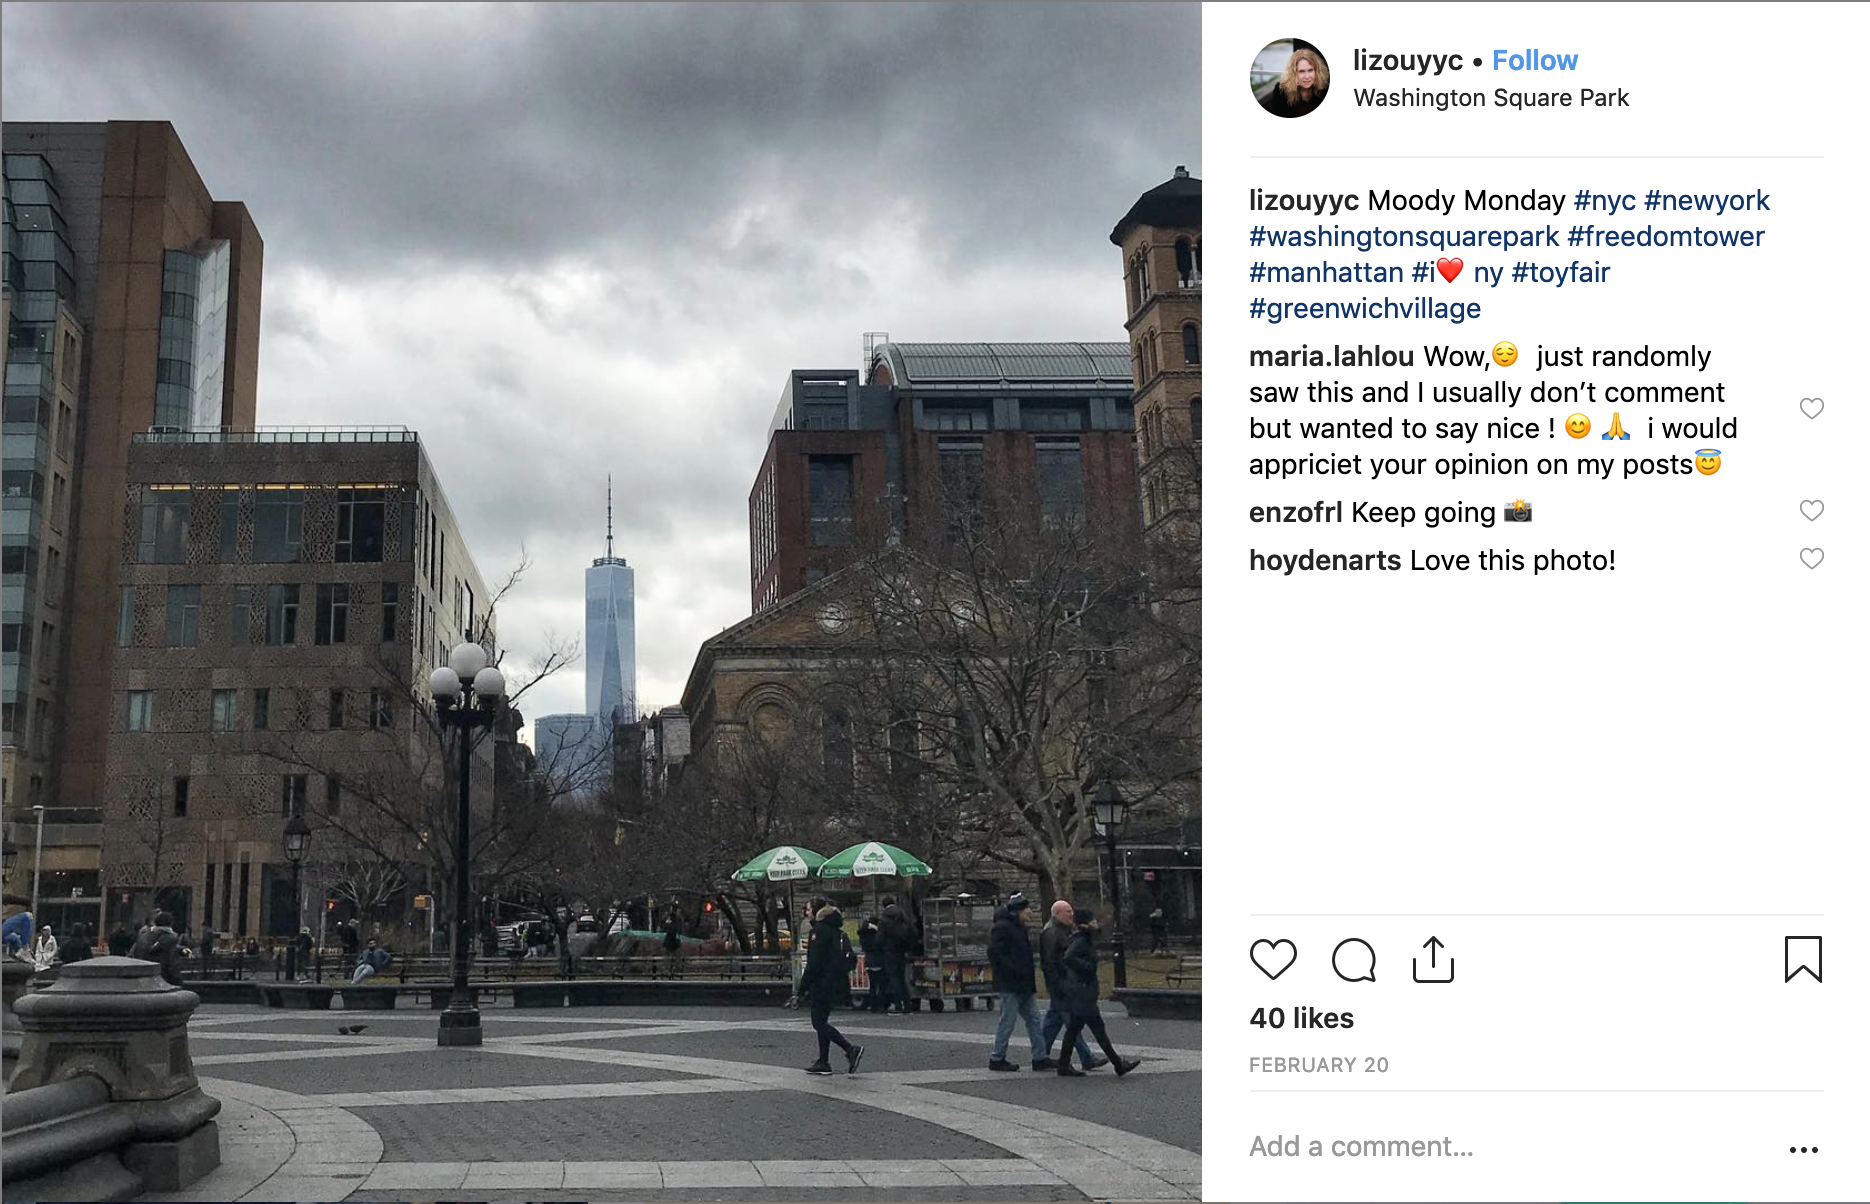 lizouyyc • Follow
Washington Square Park
lizouyyc Moody Monday #nyc #newyork
#washingtonsquarepark #freedomtower
#manhattan #i❤️ ny #toyfair
#greenwichvillage
maria.lahlou Wow,😌 just randomly
saw this and I usually don’t comment
but wanted to say nice ! 😊 🙏 i would
appriciet your opinion on my posts😇
enzofrl Keep going 📸
hoydenarts Love this photo!
40 likes
FEBRUARY 20
Add a comment...